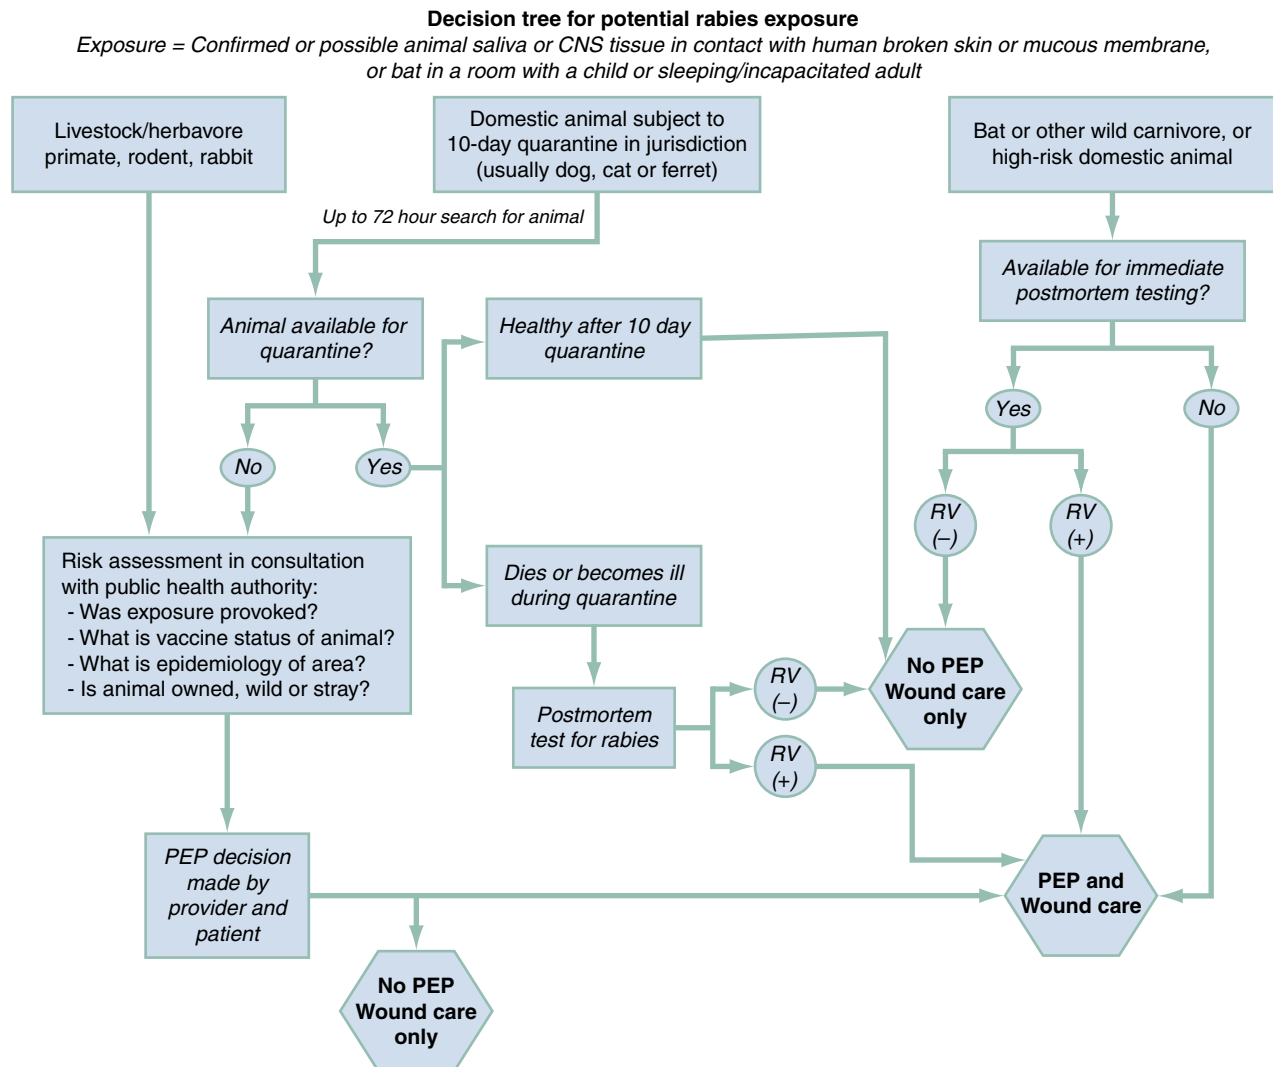 Decision tree for potential rabies exposure
Exposure = Confirmed or possible animal saliva or CNS tissue in contact with human broken skin or mucous membrane,
or bat in a room with a child or sleeping/incapacitated adult
Livestock/herbavore
primate, rodent, rabbit
Domestic animal subject to
10-day quarantine in jurisdiction
(usually dog, cat or ferret)
Bat or other wild carnivore, or
high-risk domestic animal
Up to 72 hour search for animal
Available for immediate
postmortem testing?
Animal available for
quarantine?
Healthy after 10 day
quarantine
Yes
No
No
Yes
RV
(–)
RV
(+)
Risk assessment in consultation
with public health authority:
- Was exposure provoked?
- What is vaccine status of animal?
- What is epidemiology of area?
- Is animal owned, wild or stray?
Dies or becomes ill
during quarantine
Postmortem
test for rabies
RV
(–)
RV
(+)
No PEP
Wound care
only
PEP decision
made by
provider and
patient
PEP and
Wound care
No PEP
Wound care
only